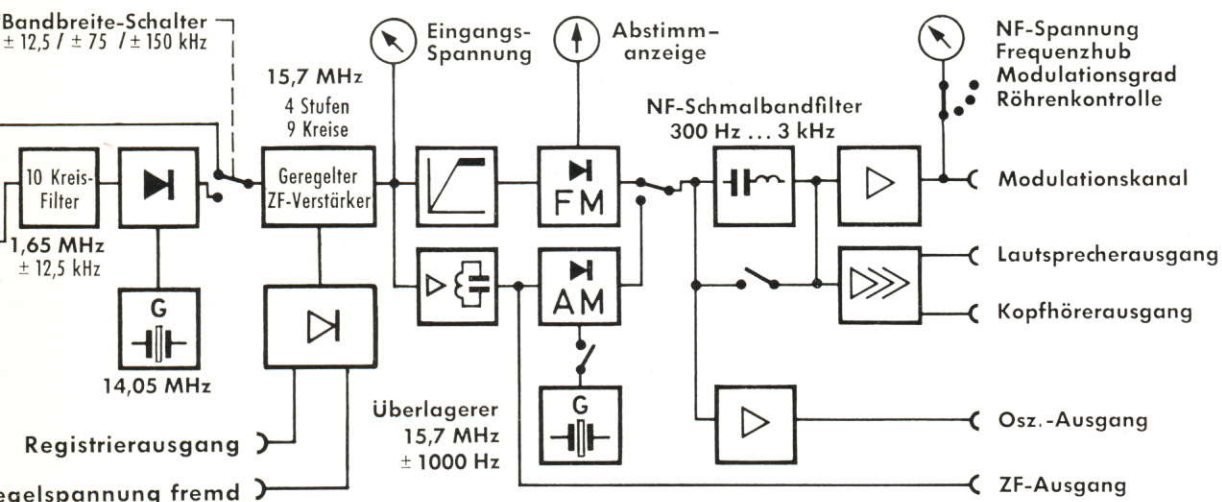 Bandbreite-Schalter
± 12,5 / ± 75 / ± 150 kHz
Eingangs-
Spannung
Abstimm-
anzeige
NF-Spannung
Frequenzhub
Modulationsgrad
Röhrenkontrolle
15,7 MHz
4 Stufen
9 Kreise
NF-Schmalbandfilter
300 Hz ... 3 kHz
10 Kreis-
Filter
Geregelter
ZF-Verstärker
FM
Modulationskanal
1,65 MHz
± 12,5 kHz
AM
Lautsprecherausgang
Kopfhörerausgang
G
14,05 MHz
Überlagerer
15,7 MHz
± 1000 Hz
G
Osz.-Ausgang
Registrierausgang
egelspannung fremd
ZF-Ausgang